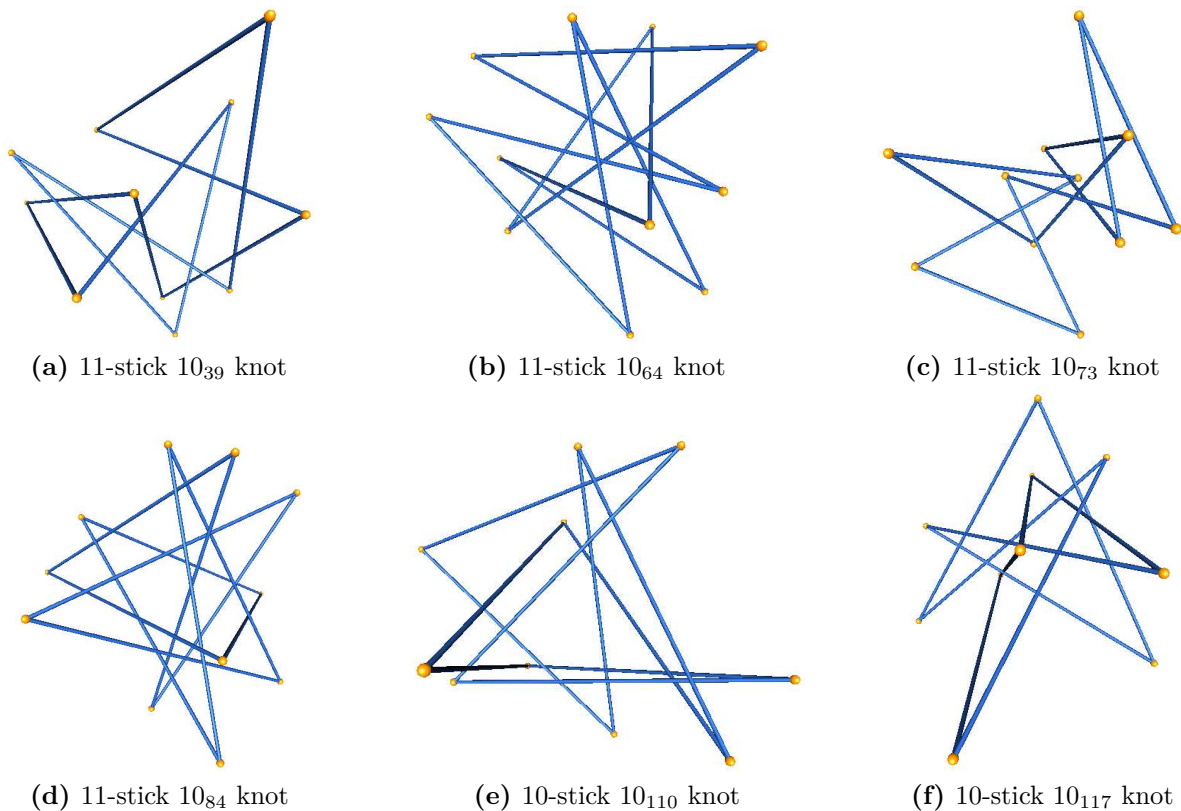 (a) 11-stick 10₃₉ knot
(b) 11-stick 10₆₄ knot
(c) 11-stick 10₇₃ knot
(d) 11-stick 10₈₄ knot
(e) 10-stick 10₁₁₀ knot
(f) 10-stick 10₁₁₇ knot